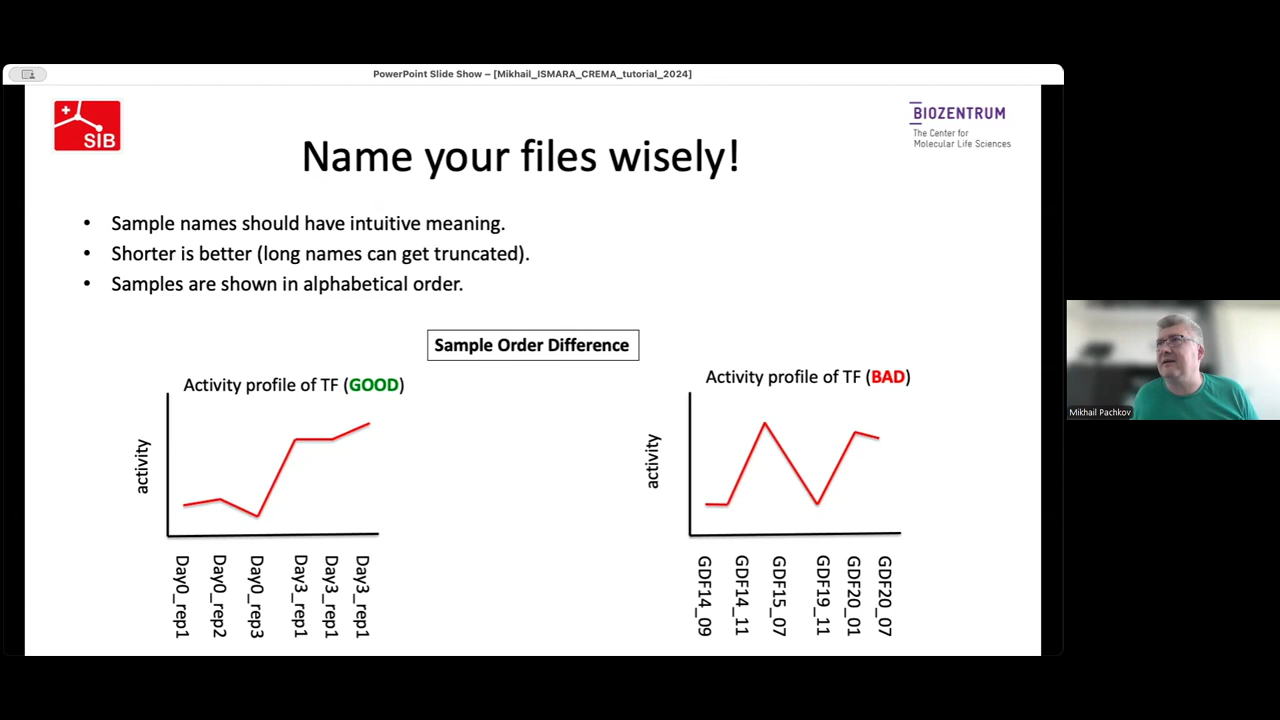 PowerPoint Slide Show – [Mikhail_ISMARA_CREMA_tutorial_2024]
SIB
BIOZENTRUM
The Center for
Molecular Life Sciences
Name your files wisely!
• Sample names should have intuitive meaning.
• Shorter is better (long names can get truncated).
• Samples are shown in alphabetical order.
Sample Order Difference
Activity profile of TF (GOOD)
activity
Day0_rep1
Day0_rep2
Day0_rep3
Day3_rep1
Day3_rep1
Day3_rep1
Activity profile of TF (BAD)
activity
GDF14_09
GDF14_11
GDF15_07
GDF19_11
GDF20_01
GDF20_07
Mikhail Pachkov